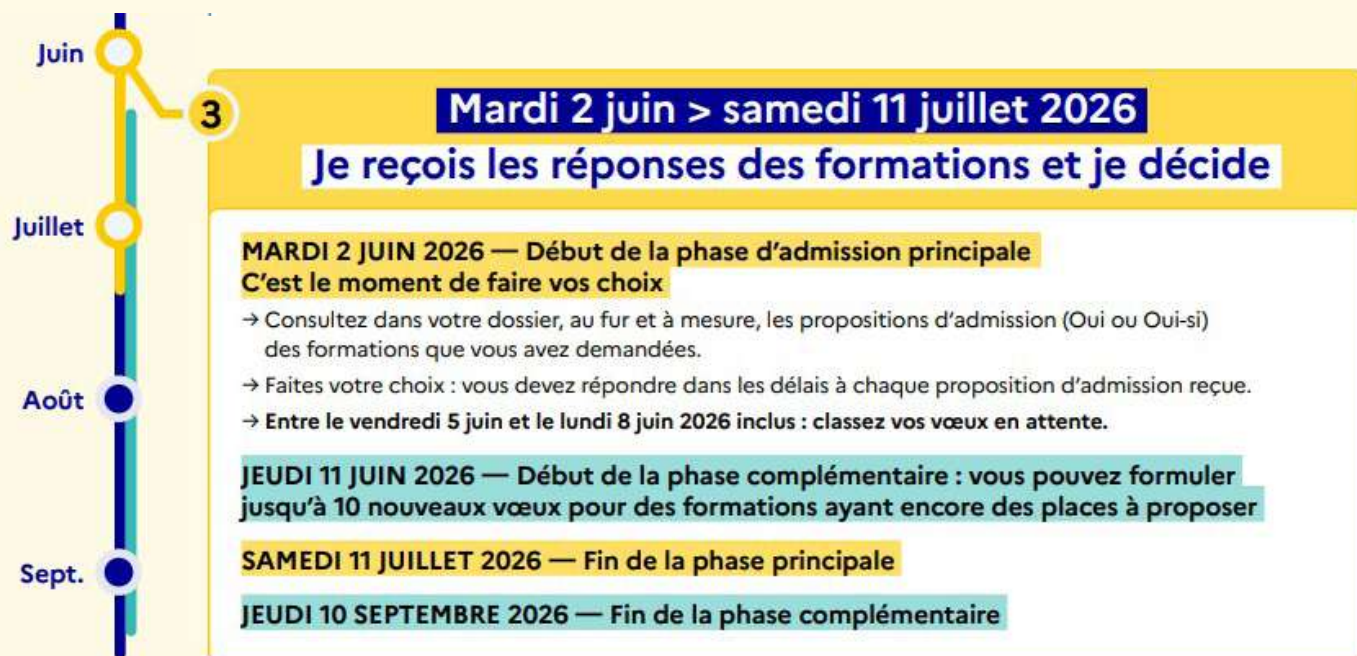 Juin
3
Mardi 2 juin > samedi 11 juillet 2026
Je reçois les réponses des formations et je décide
Juillet
MARDI 2 JUIN 2026 — Début de la phase d’admission principale
C’est le moment de faire vos choix
→ Consultez dans votre dossier, au fur et à mesure, les propositions d’admission (Oui ou Oui-si)
des formations que vous avez demandées.
→ Faites votre choix : vous devez répondre dans les délais à chaque proposition d’admission reçue.
Août
→ Entre le vendredi 5 juin et le lundi 8 juin 2026 inclus : classez vos vœux en attente.
JEUDI 11 JUIN 2026 — Début de la phase complémentaire : vous pouvez formuler
jusqu’à 10 nouveaux vœux pour des formations ayant encore des places à proposer
SAMEDI 11 JUILLET 2026 — Fin de la phase principale
Sept.
JEUDI 10 SEPTEMBRE 2026 — Fin de la phase complémentaire